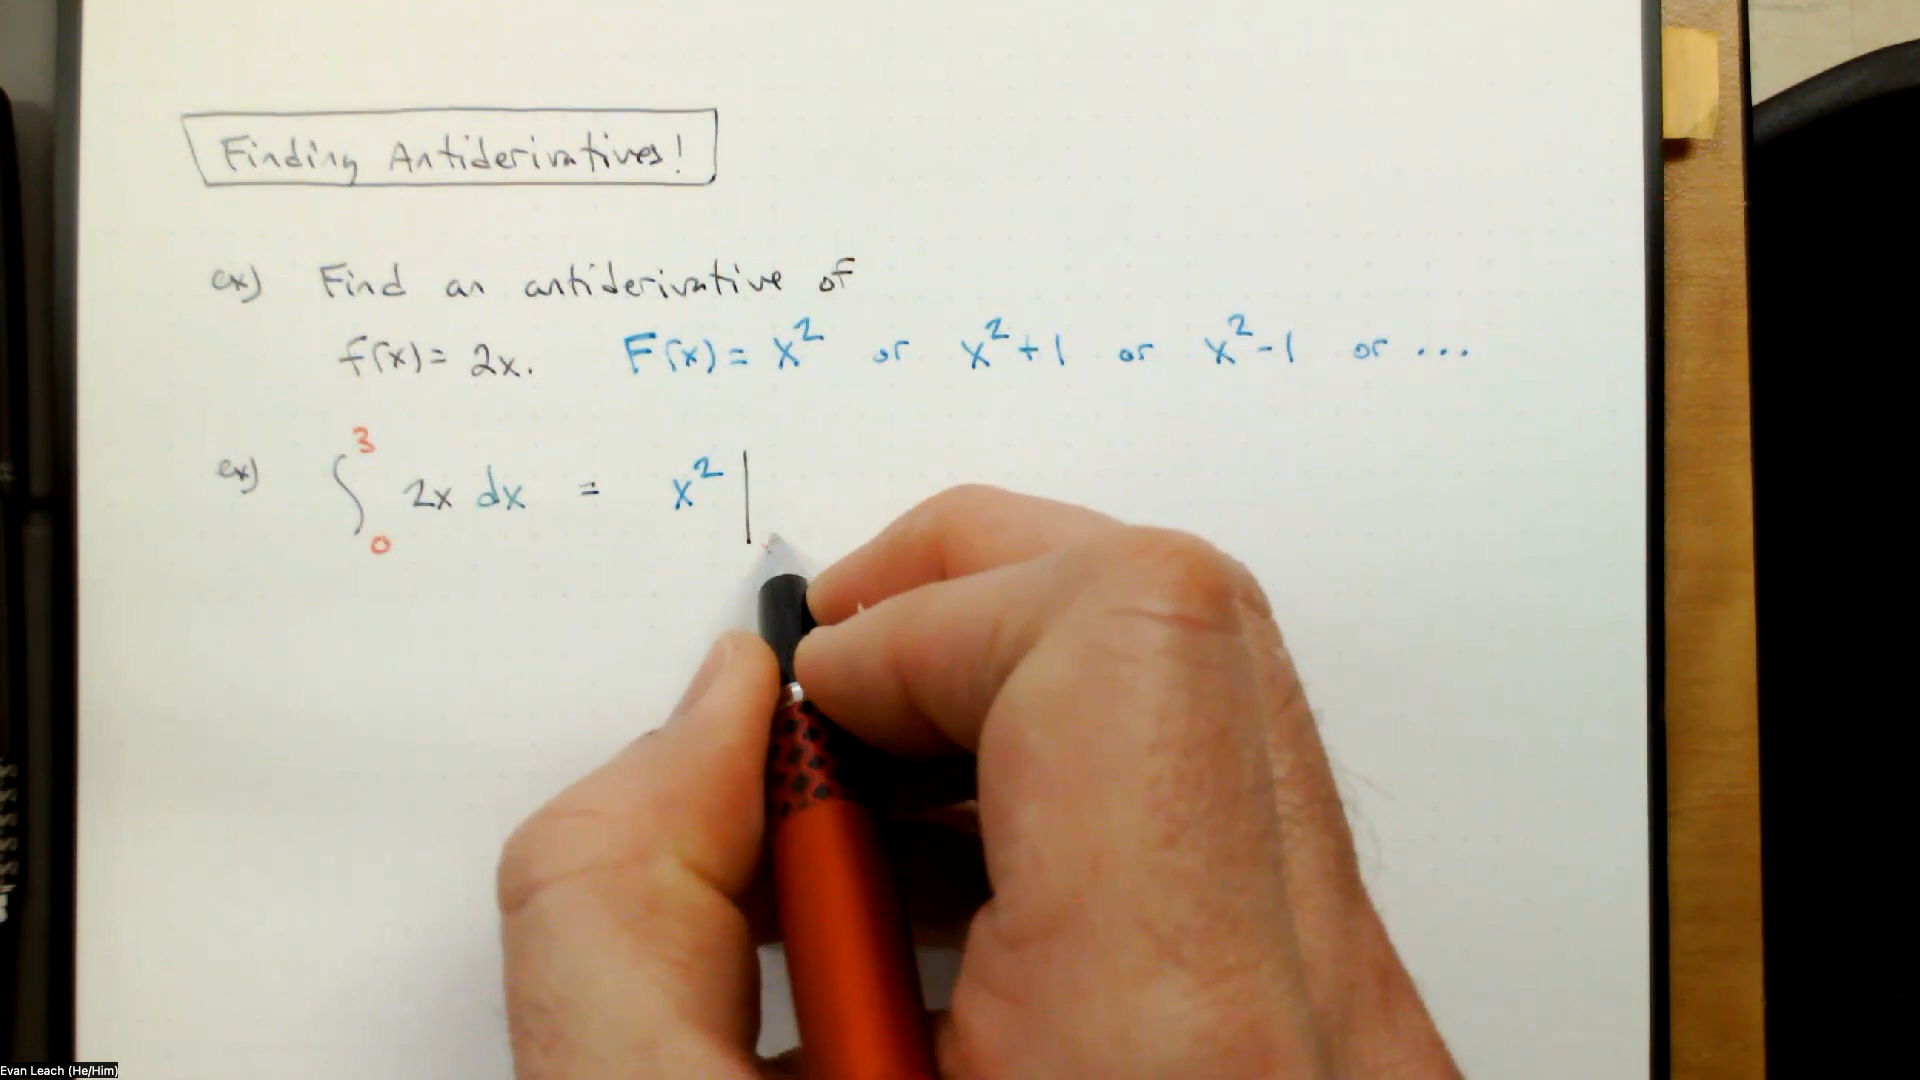 Finding Antiderivatives!
ex) Find an antiderivative of
f(x) = 2x. F(x) = x² or x²+1 or x²-1 or ...
ex) ∫₀³ 2x dx = x² |
Evan Leach (He/Him)